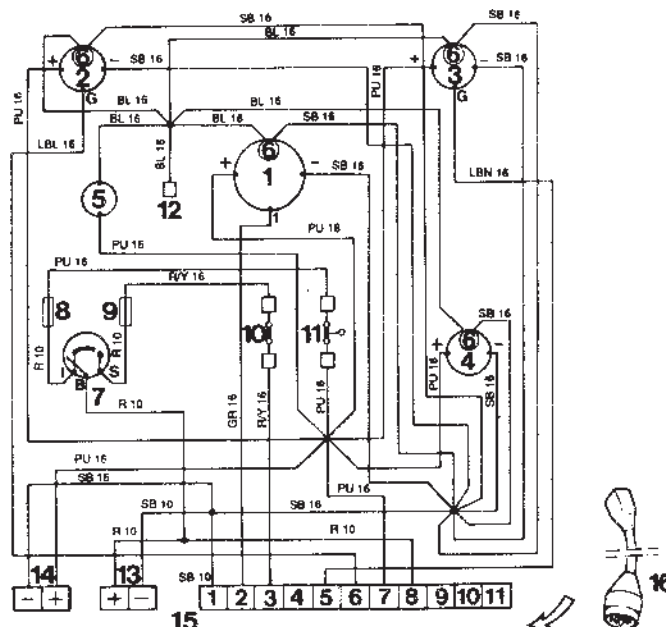 SB 16
SB 16
BL 16
6
2
+
-
G
SB 16
PU 16
6
3
+
-
G
SB 16
PU 16
BL 16
BL 16
BL 16
SB 16
BL 16
LBL 16
BL 16
6
1
+
-
1
SB 16
LBN 16
5
12
PU 16
PU 16
PU 16
R/Y 16
8
9
10
11
SB 16
6
4
+
-
R 10
R 10
I
B
S
7
R 10
GR 16
R/Y 16
PU 16
PU 16
SB 16
PU 16
SB 16
SB 10
SB 16
PU 16
R 10
R 10
14
13
- +
+ -
SB 10
1 2 3 4 5 6 7 8 9 10 11
15
16